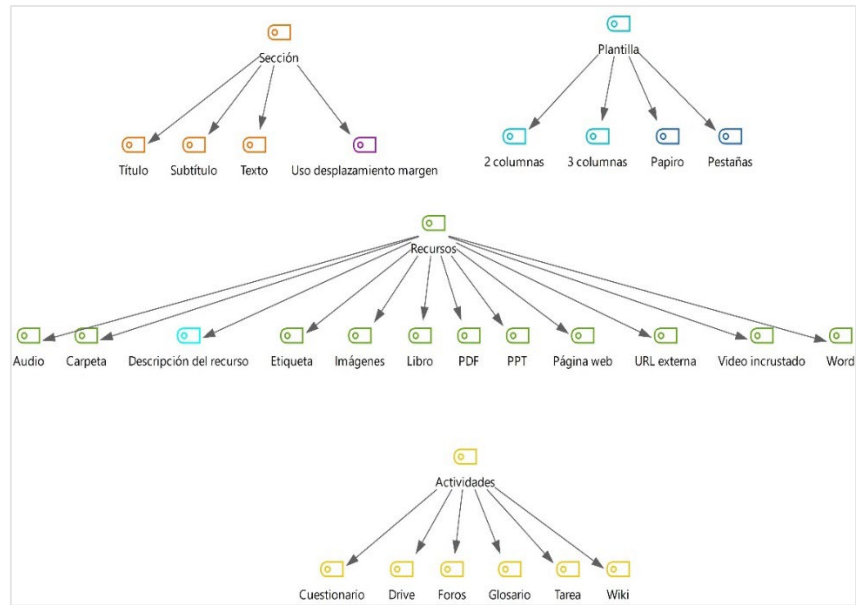 Sección
Plantilla
Título Subtítulo Texto Uso desplazamiento margen
2 columnas 3 columnas Papiro Pestañas
Recursos
Audio Carpeta Descripción del recurso Etiqueta Imágenes Libro PDF PPT Página web URL externa Video incrustado Word
Actividades
Cuestionario Drive Foros Glosario Tarea Wiki